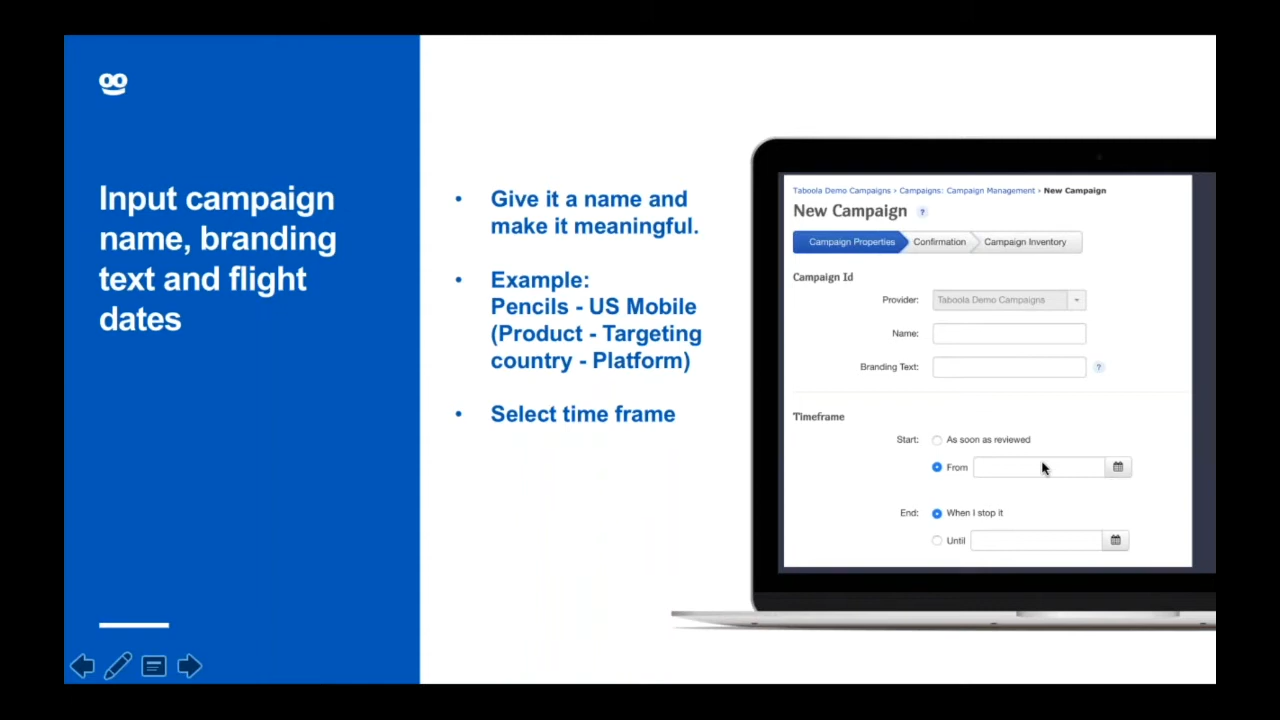 Input campaign
name, branding
text and flight
dates
• Give it a name and
make it meaningful.
• Example:
Pencils - US Mobile
(Product - Targeting
country - Platform)
• Select time frame
Taboola Demo Campaigns › Campaigns: Campaign Management › New Campaign
New Campaign ?
Campaign Properties Confirmation Campaign Inventory
Campaign Id
Provider: Taboola Demo Campaigns
Name:
Branding Text: ?
Timeframe
Start: As soon as reviewed
From
End: When I stop it
Until